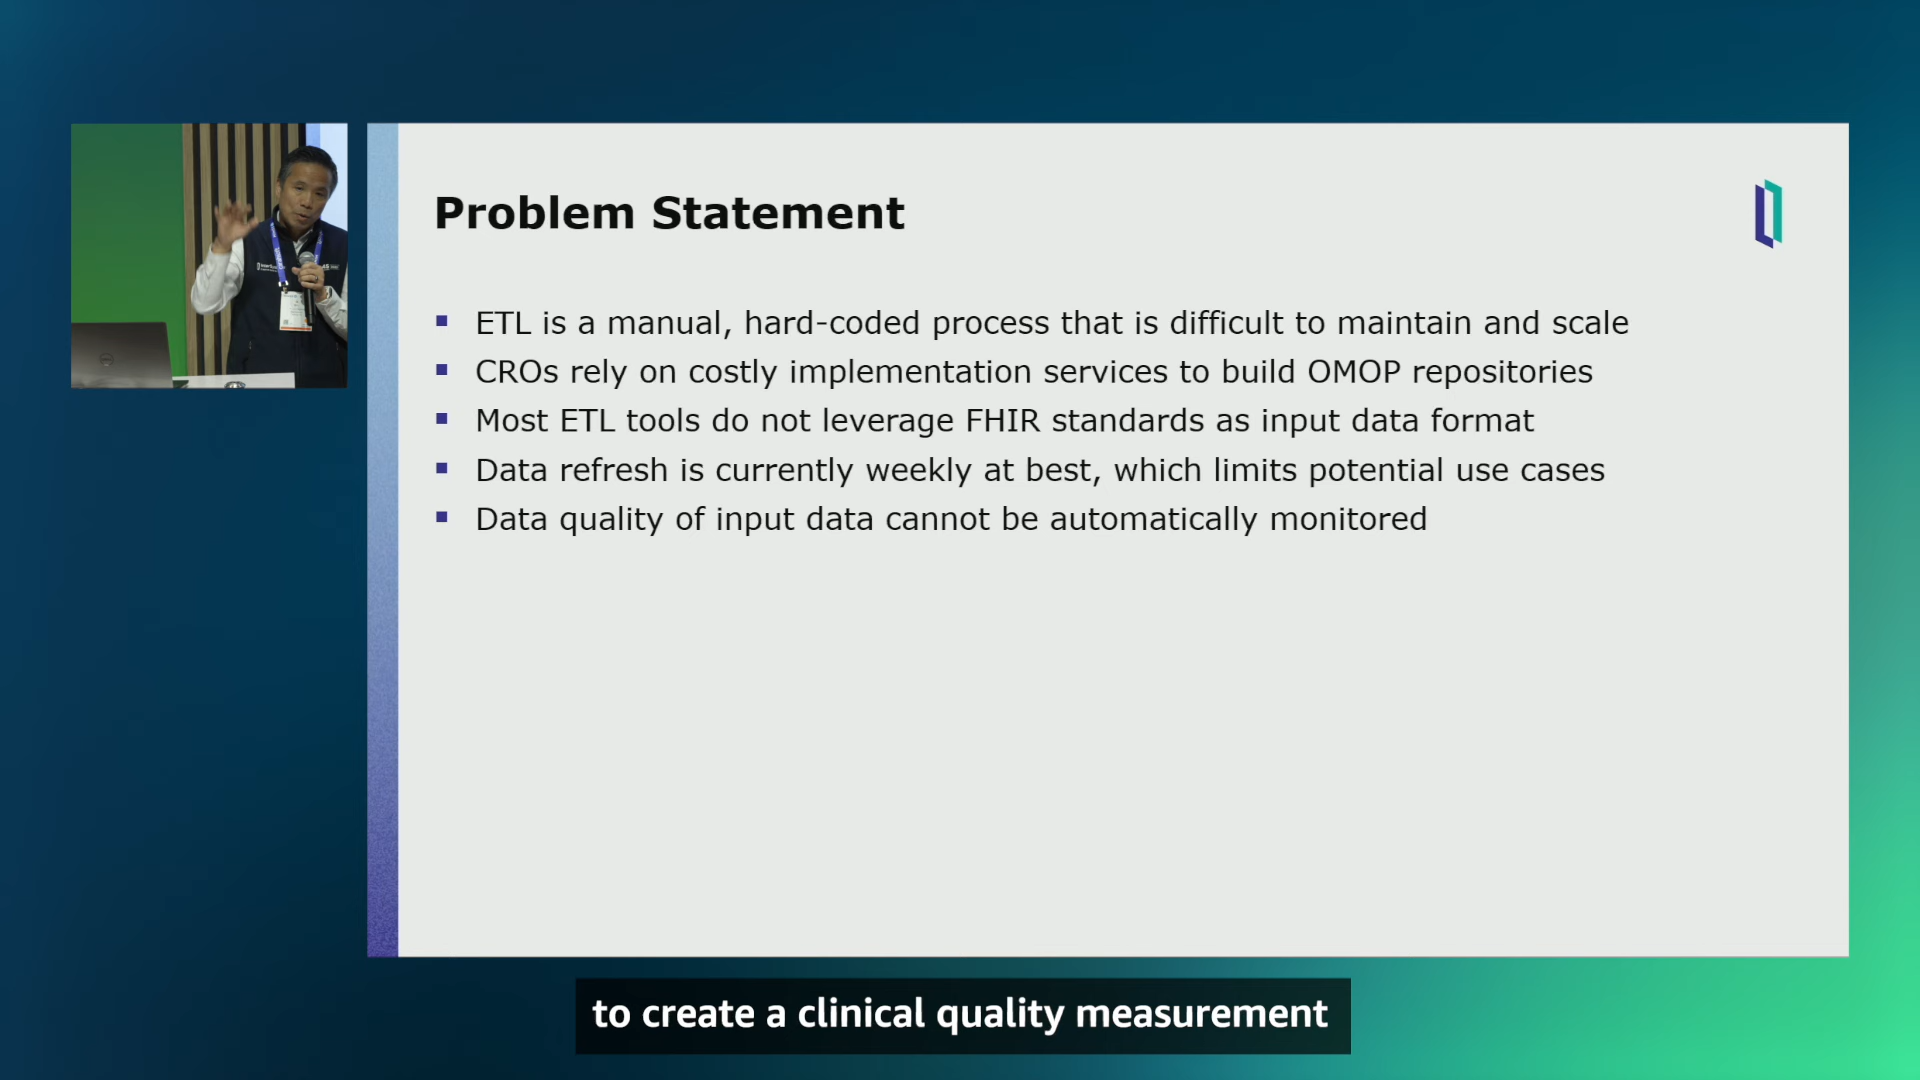 Problem Statement
ETL is a manual, hard-coded process that is difficult to maintain and scale
CROs rely on costly implementation services to build OMOP repositories
Most ETL tools do not leverage FHIR standards as input data format
Data refresh is currently weekly at best, which limits potential use cases
Data quality of input data cannot be automatically monitored
to create a clinical quality measurement